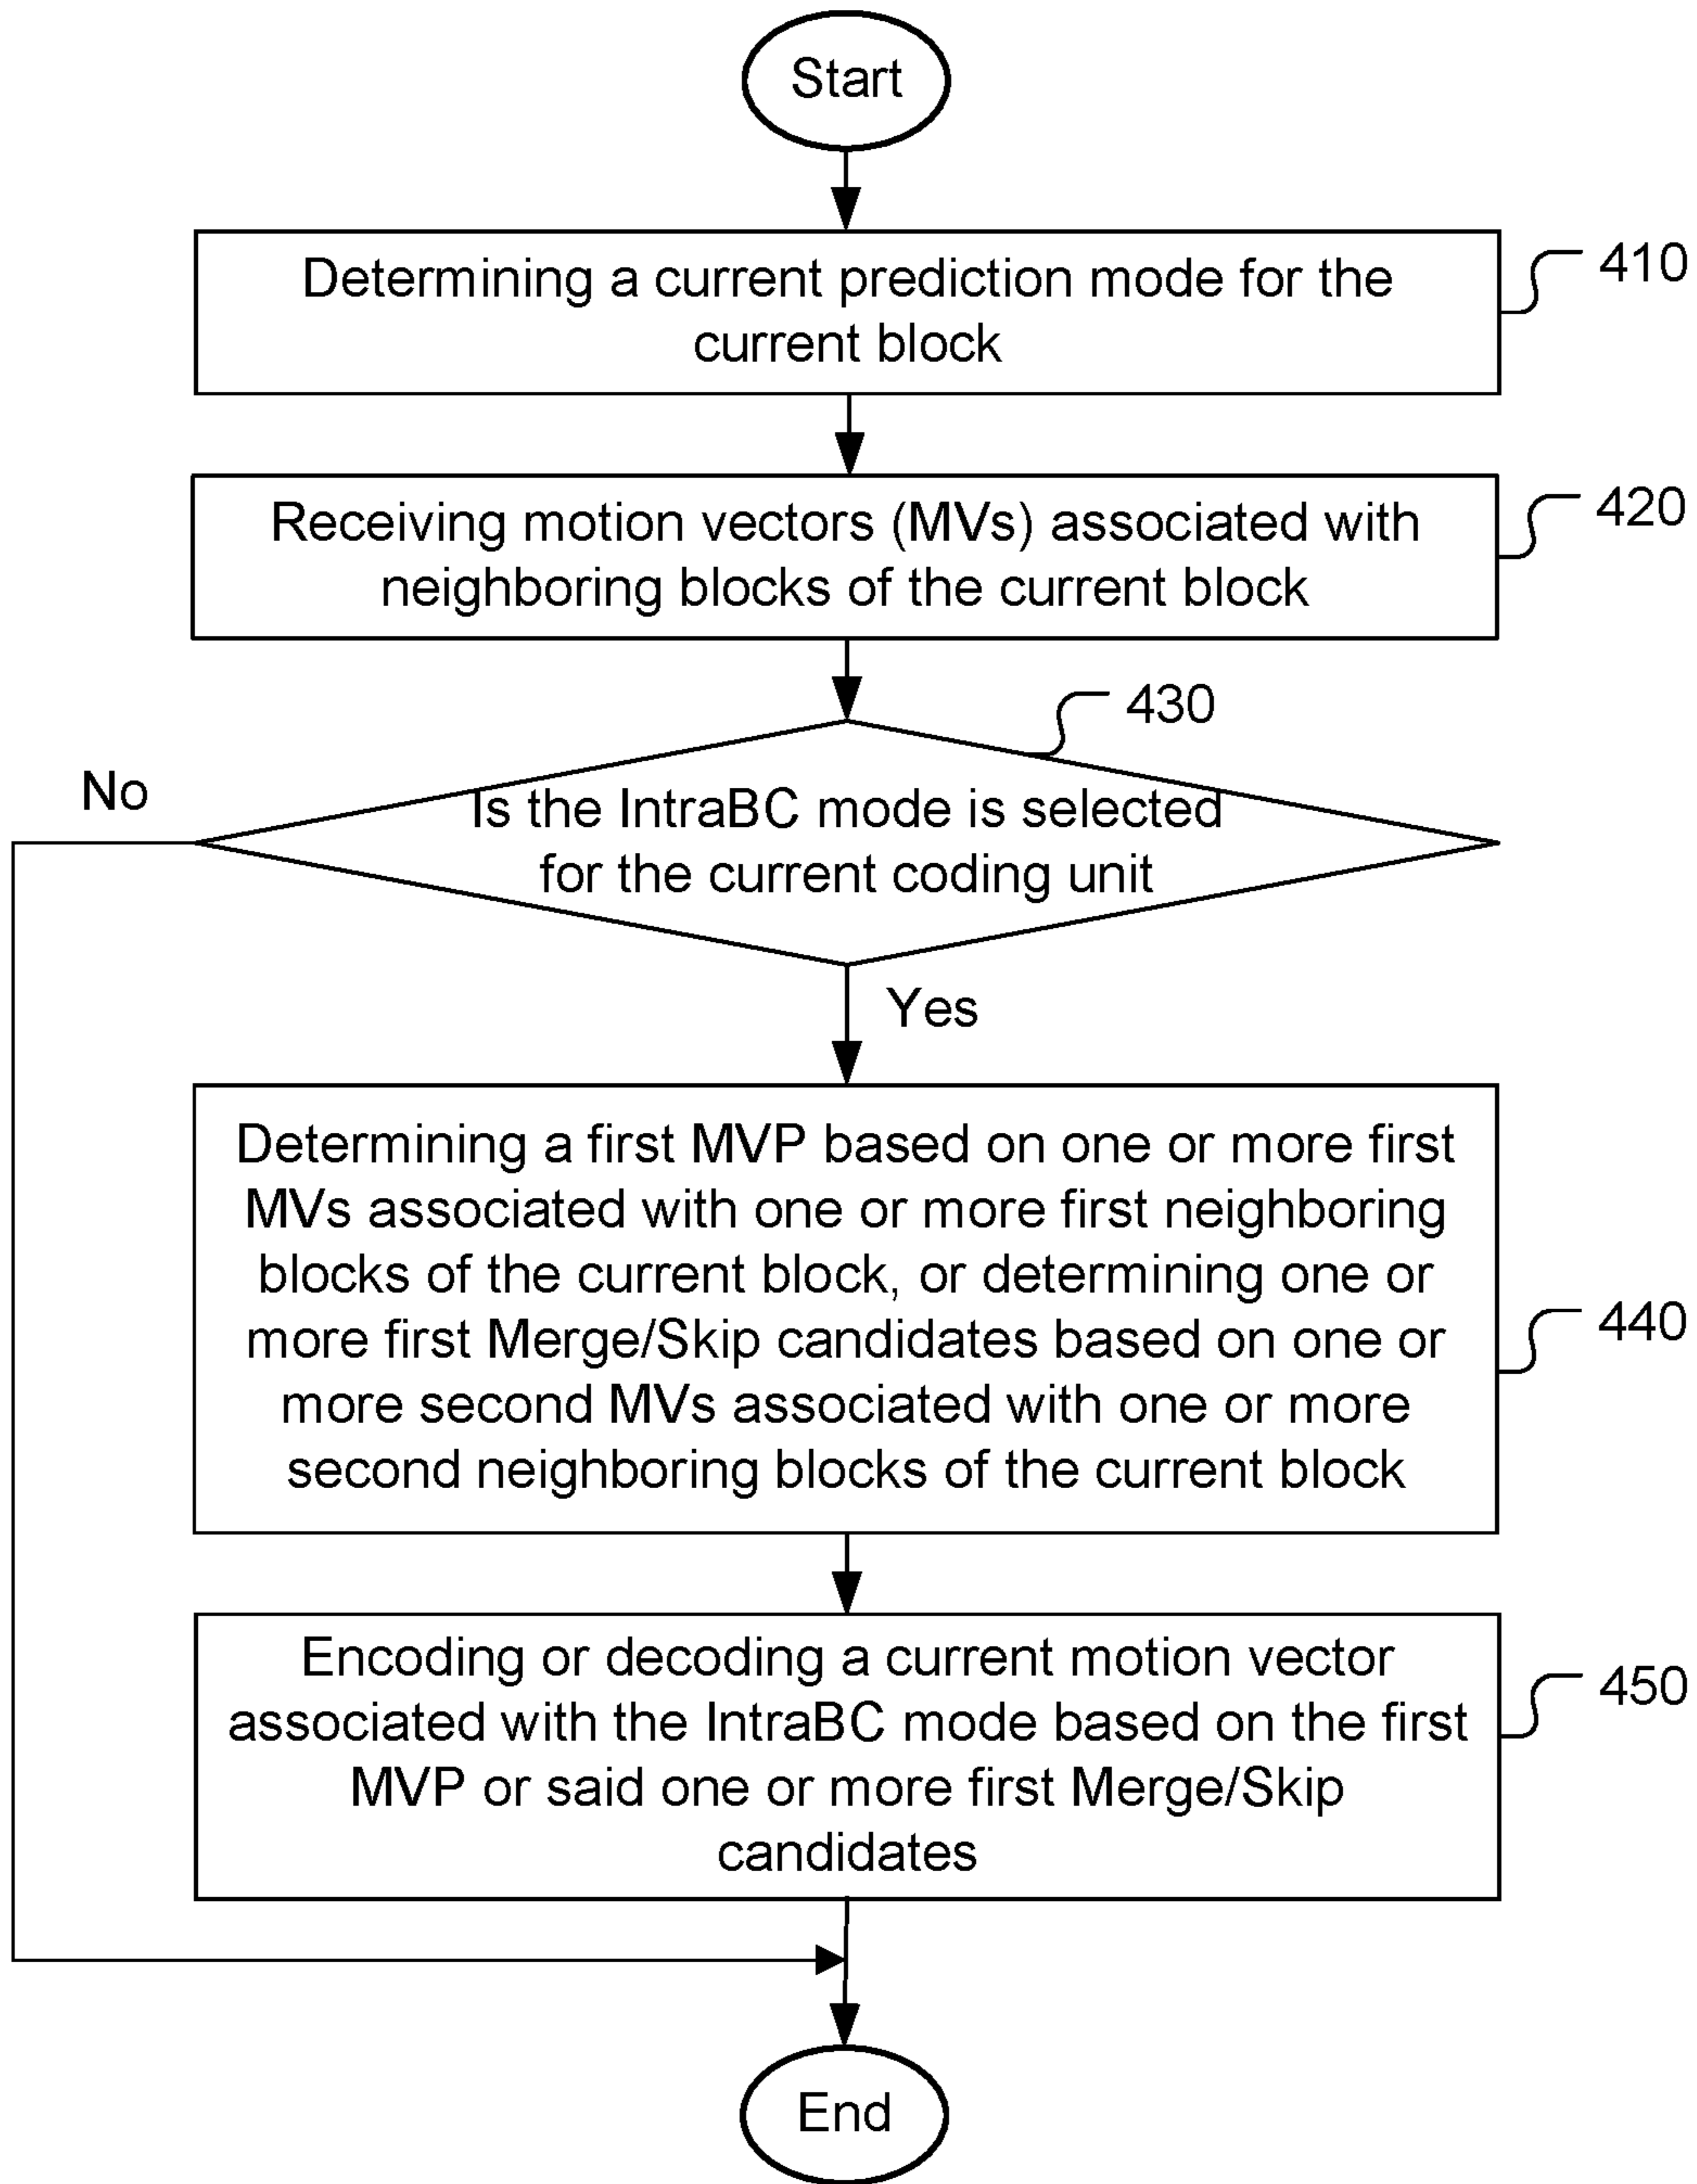 Start
Determining a current prediction mode for the
current block
410
Receiving motion vectors (MVs) associated with
neighboring blocks of the current block
420
430
No
Is the IntraBC mode is selected
for the current coding unit
Yes
Determining a first MVP based on one or more first
MVs associated with one or more first neighboring
blocks of the current block, or determining one or
more first Merge/Skip candidates based on one or
more second MVs associated with one or more
second neighboring blocks of the current block
440
Encoding or decoding a current motion vector
associated with the IntraBC mode based on the first
MVP or said one or more first Merge/Skip
candidates
450
End